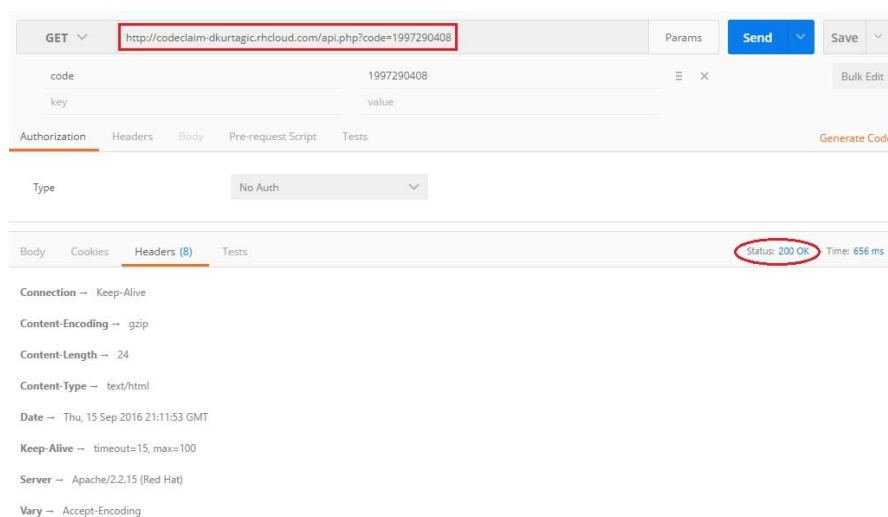 GET http://codeclaim-dkurtagic.rhcloud.com/api.php?code=1997290408 Params Send Save
code 1997290408 Bulk Edit
key value
Authorization Headers Body Pre-request Script Tests Generate Code
Type No Auth
Body Cookies Headers (8) Tests Status: 200 OK Time: 656 ms
Connection → Keep-Alive
Content-Encoding → gzip
Content-Length → 24
Content-Type → text/html
Date → Thu, 15 Sep 2016 21:11:53 GMT
Keep-Alive → timeout=15, max=100
Server → Apache/2.2.15 (Red Hat)
Vary → Accept-Encoding